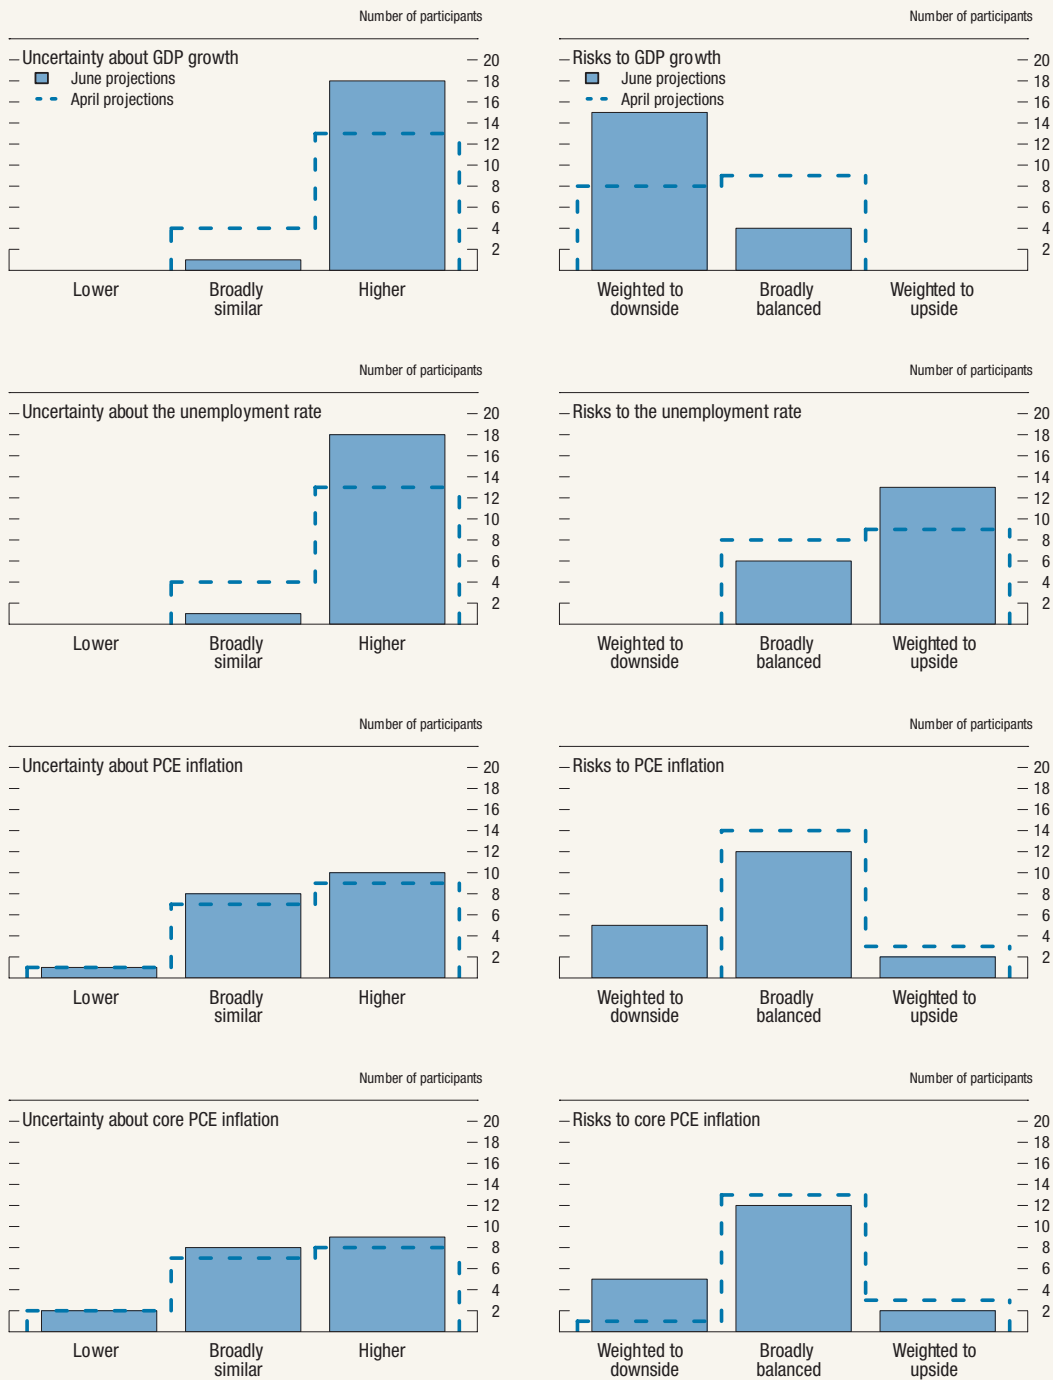 Number of participants
Uncertainty about GDP growth
June projections
April projections
20
18
16
14
12
10
8
6
4
2
Lower
Broadly
similar
Higher
Number of participants
Risks to GDP growth
June projections
April projections
20
18
16
14
12
10
8
6
4
2
Weighted to
downside
Broadly
balanced
Weighted to
upside
Number of participants
Uncertainty about the unemployment rate
20
18
16
14
12
10
8
6
4
2
Lower
Broadly
similar
Higher
Number of participants
Risks to the unemployment rate
20
18
16
14
12
10
8
6
4
2
Weighted to
downside
Broadly
balanced
Weighted to
upside
Number of participants
Uncertainty about PCE inflation
20
18
16
14
12
10
8
6
4
2
Lower
Broadly
similar
Higher
Number of participants
Risks to PCE inflation
20
18
16
14
12
10
8
6
4
2
Weighted to
downside
Broadly
balanced
Weighted to
upside
Number of participants
Uncertainty about core PCE inflation
20
18
16
14
12
10
8
6
4
2
Lower
Broadly
similar
Higher
Number of participants
Risks to core PCE inflation
20
18
16
14
12
10
8
6
4
2
Weighted to
downside
Broadly
balanced
Weighted to
upside